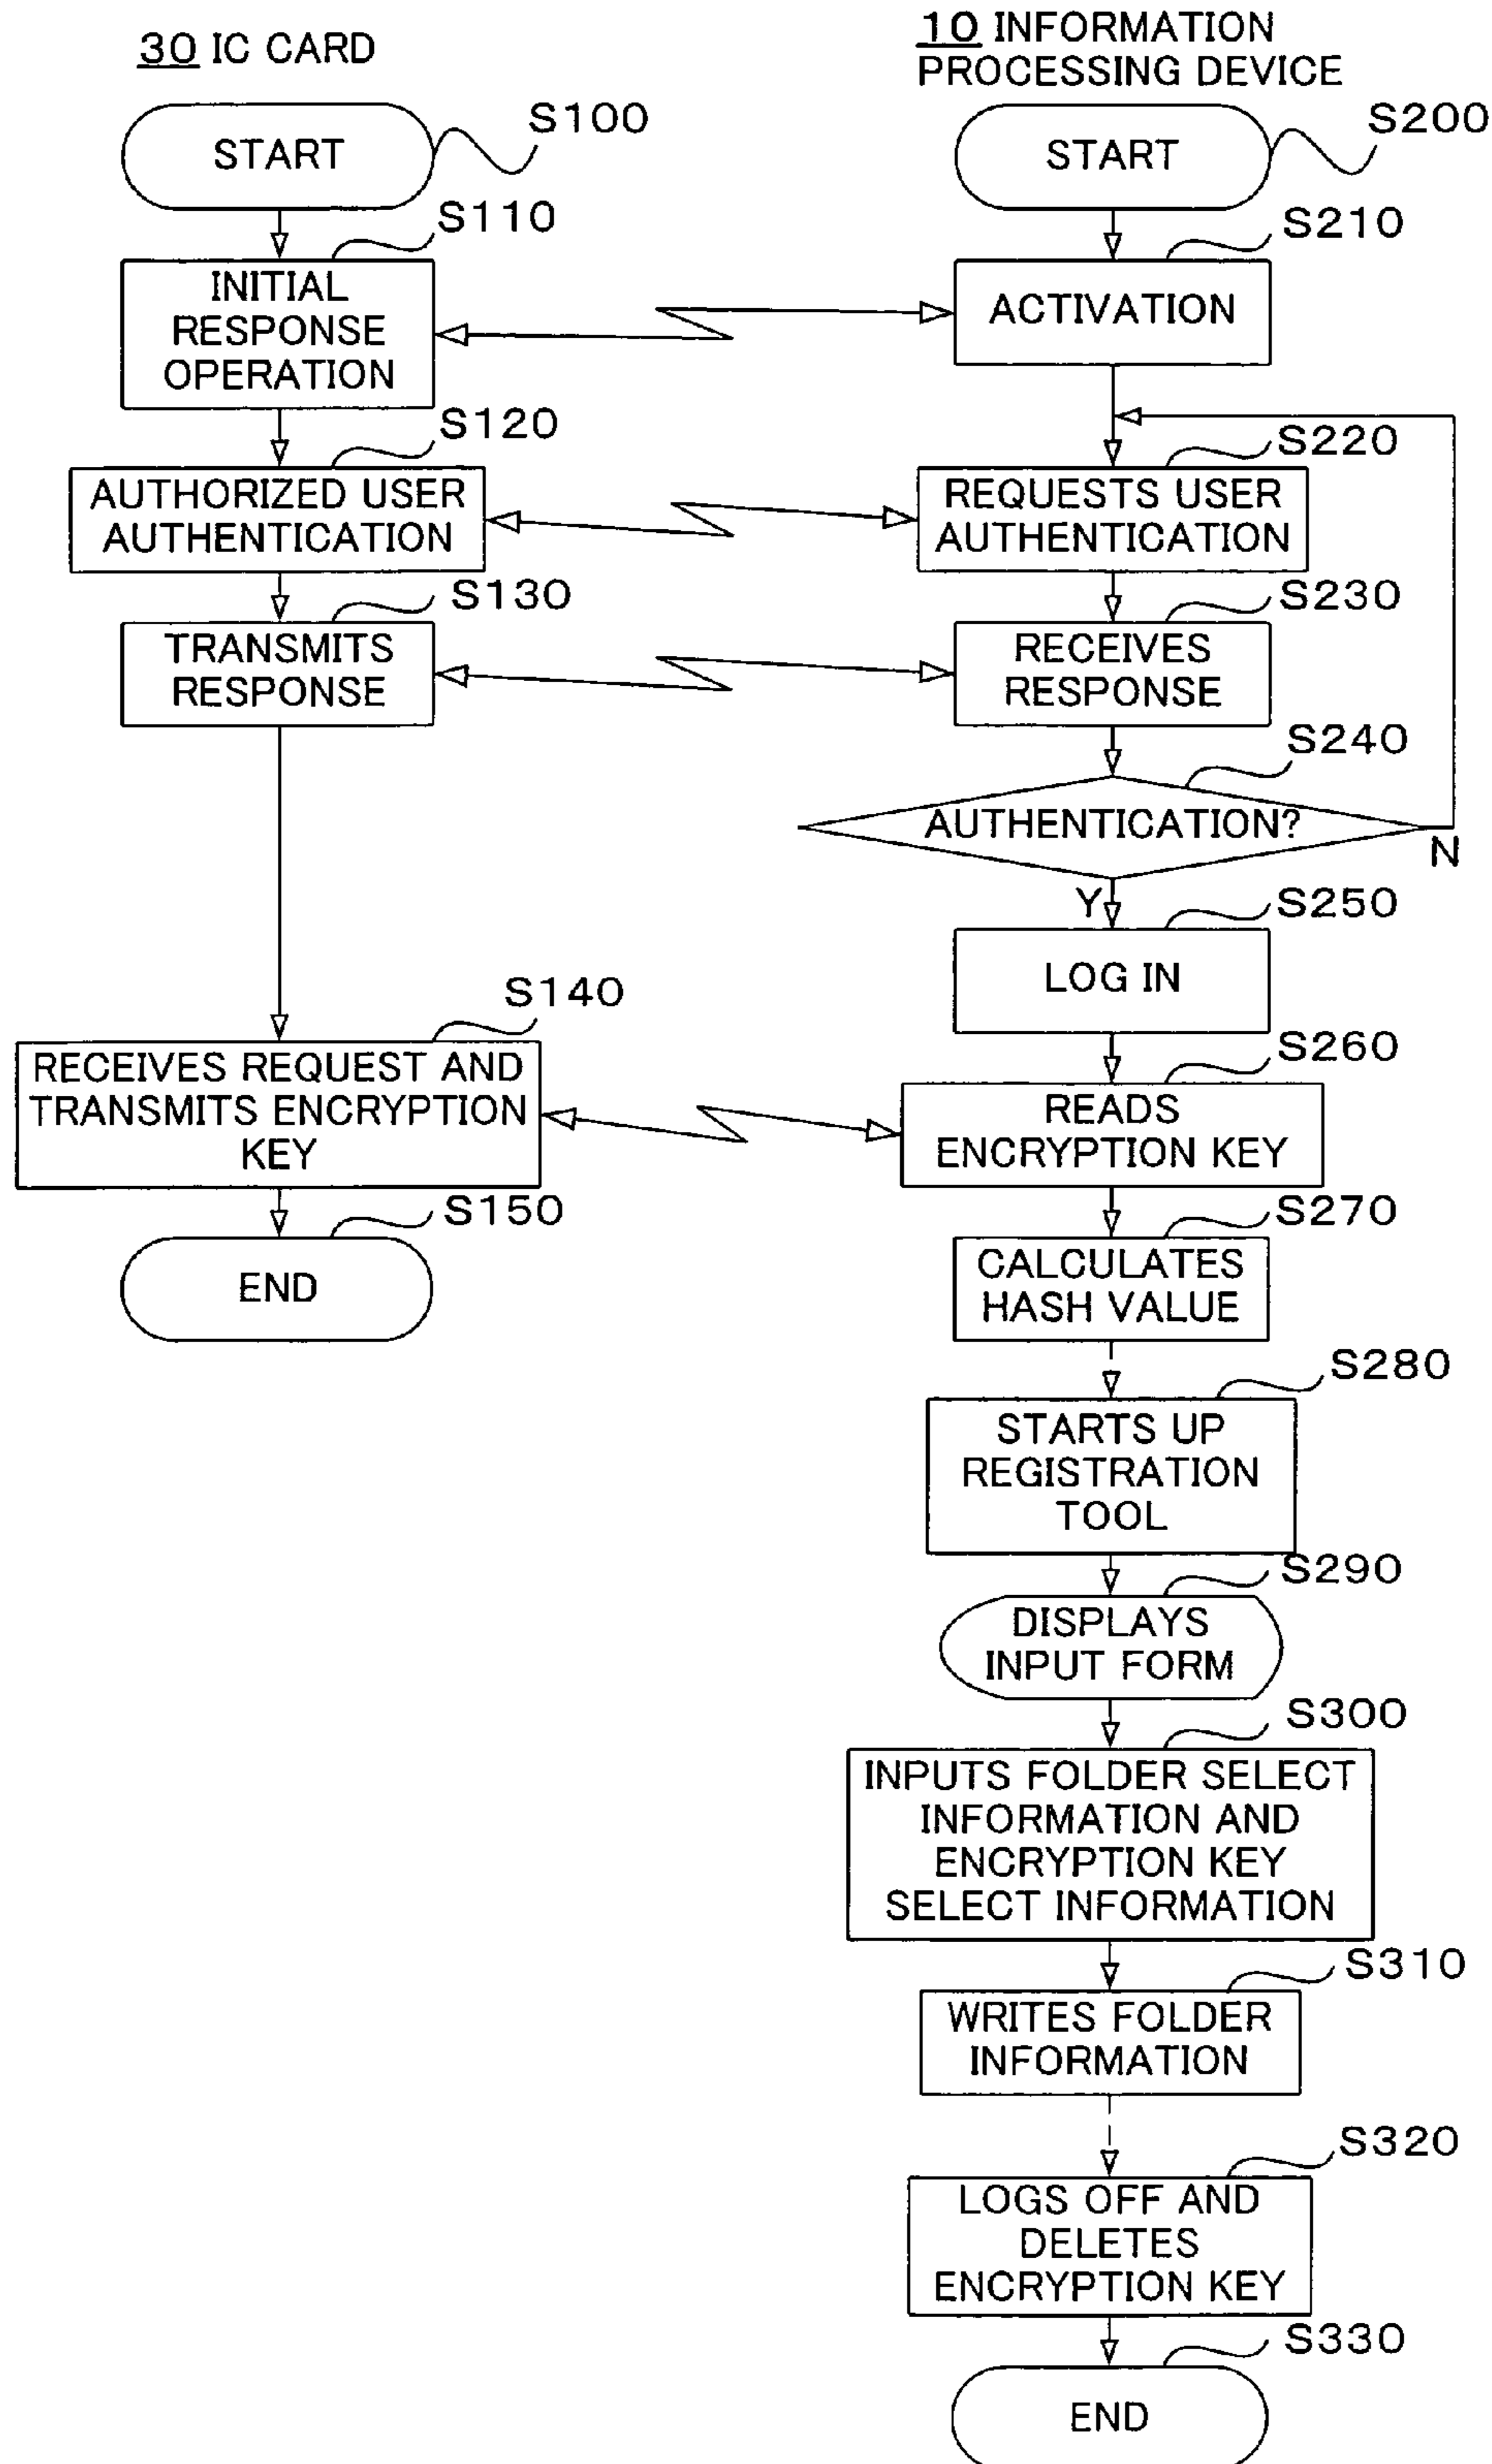 30 IC CARD
10 INFORMATION
PROCESSING DEVICE
START
S100
START
S200
S110
INITIAL
RESPONSE
OPERATION
S210
ACTIVATION
S120
AUTHORIZED USER
AUTHENTICATION
S220
REQUESTS USER
AUTHENTICATION
S130
TRANSMITS
RESPONSE
S230
RECEIVES
RESPONSE
S240
AUTHENTICATION?
N
Y
S250
LOG IN
S140
RECEIVES REQUEST AND
TRANSMITS ENCRYPTION
KEY
S260
READS
ENCRYPTION KEY
S150
END
S270
CALCULATES
HASH VALUE
S280
STARTS UP
REGISTRATION
TOOL
S290
DISPLAYS
INPUT FORM
S300
INPUTS FOLDER SELECT
INFORMATION AND
ENCRYPTION KEY
SELECT INFORMATION
S310
WRITES FOLDER
INFORMATION
S320
LOGS OFF AND
DELETES
ENCRYPTION KEY
S330
END